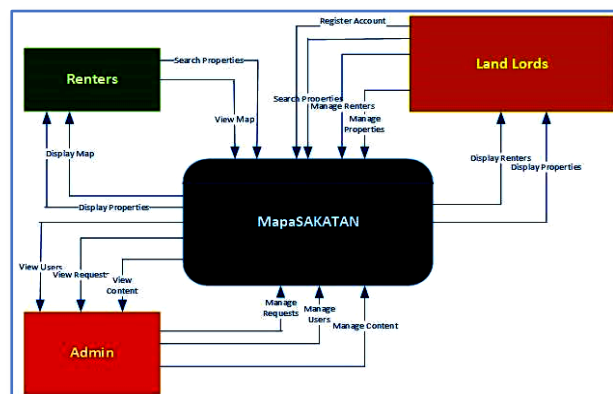 Register Account
Renters
Search Properties
Land Lords
Search Properties
Manage Renters
View Map
Manage
Properties
Display Map
Display Renters
Display Properties
Display Properties
MapaSAKATAN
View Users
View Request
View
Content
Manage
Requests
Manage
Users
Manage Content
Admin